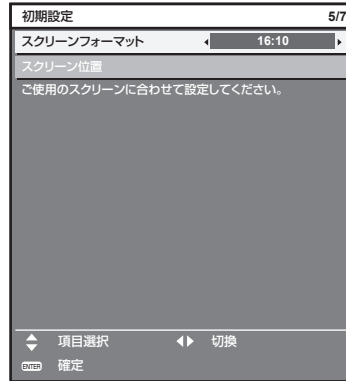 初期設定 5/7
スクリーンフォーマット 16:10
スクリーン位置
ご使用のスクリーンに合わせて設定してください。
項目選択 切換
ENTER 確定